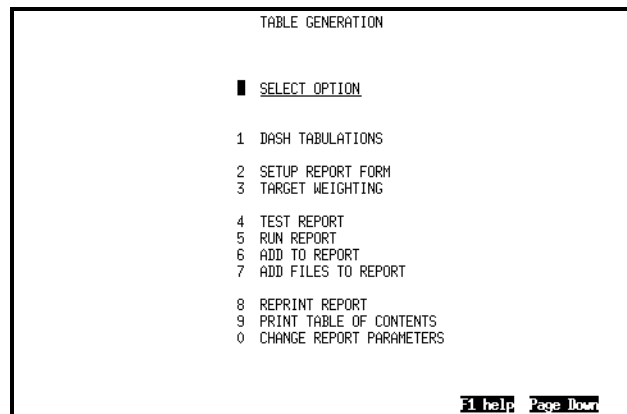 TABLE GENERATION
SELECT OPTION
1 DASH TABULATIONS
2 SETUP REPORT FORM
3 TARGET WEIGHTING
4 TEST REPORT
5 RUN REPORT
6 ADD TO REPORT
7 ADD FILES TO REPORT
8 REPRINT REPORT
9 PRINT TABLE OF CONTENTS
0 CHANGE REPORT PARAMETERS
F1 help Page Down